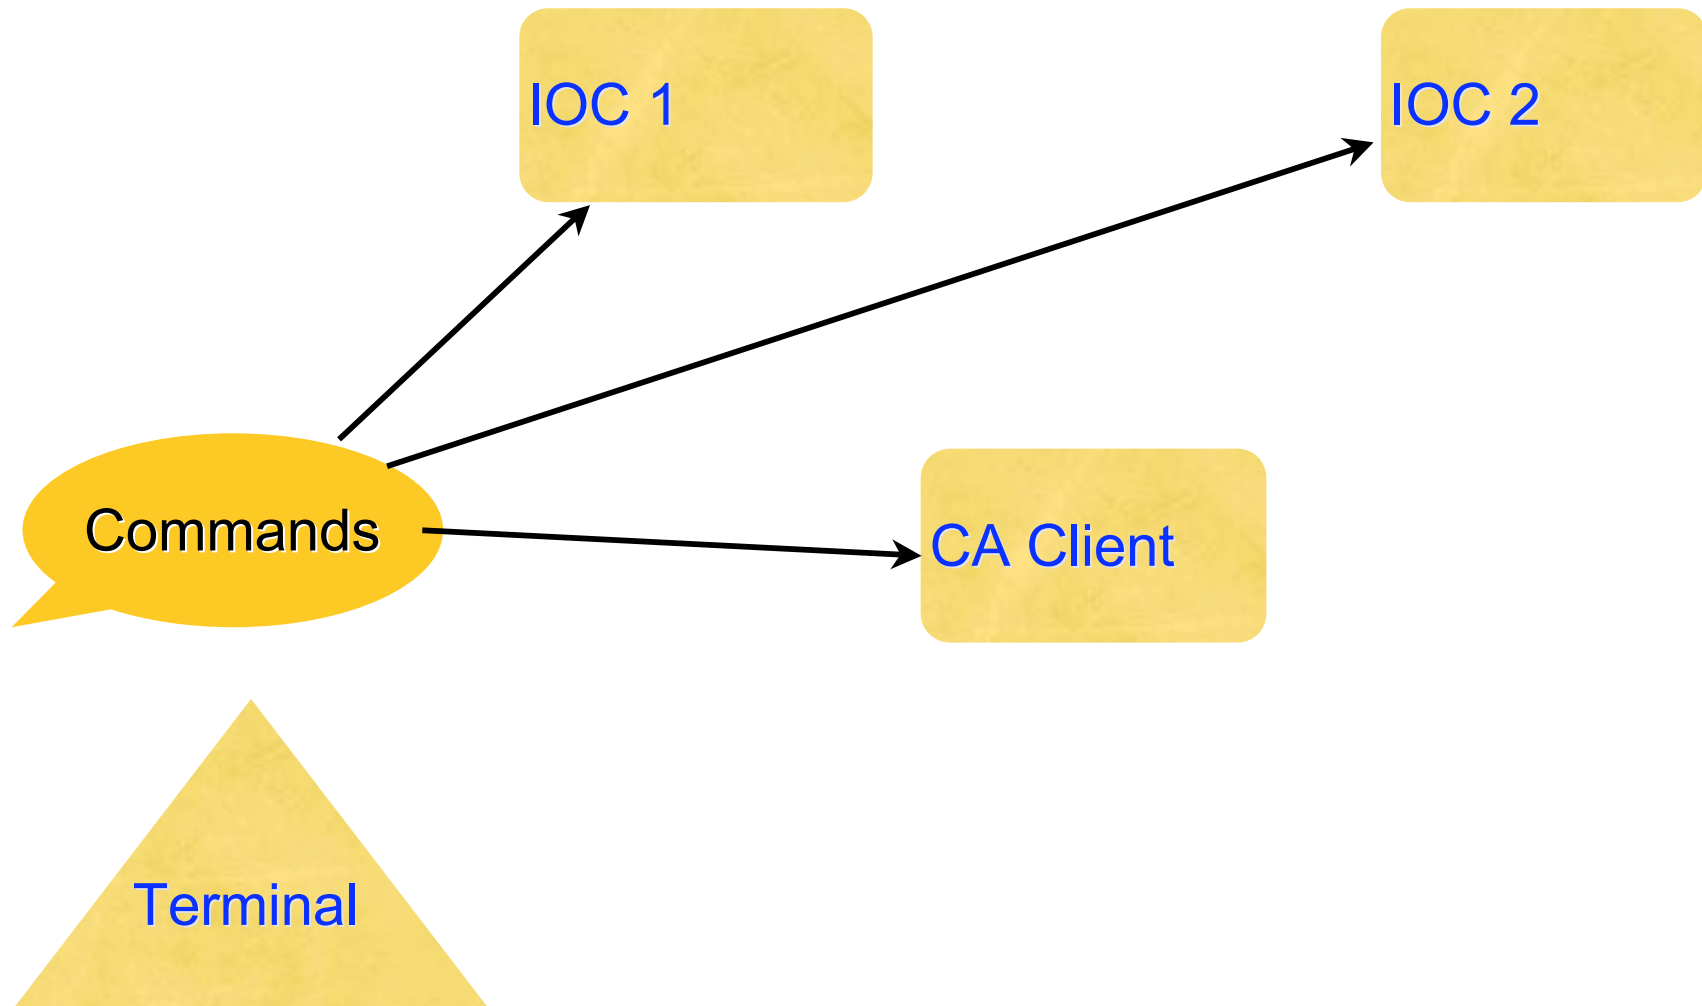 IOC 1
IOC 2
Commands
CA Client
Terminal